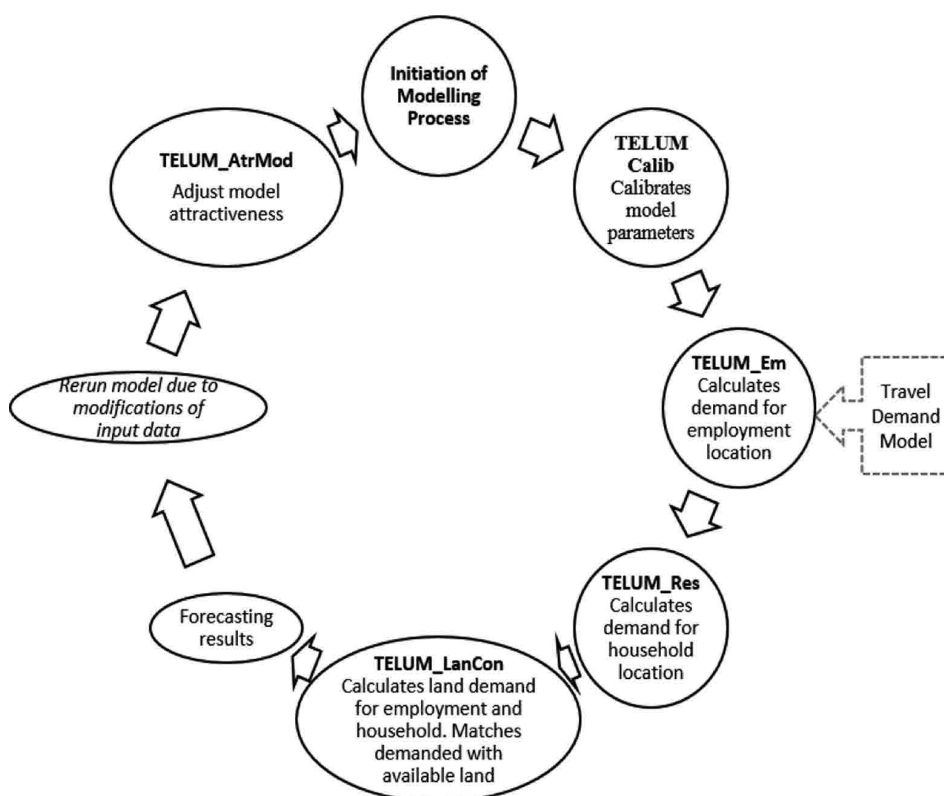 Initiation of
Modelling
Process
TELUM
Calib
Calibrates
model
parameters
TELUM_Em
Calculates
demand for
employment
location
Travel
Demand
Model
TELUM_Res
Calculates
demand for
household
location
TELUM_LanCon
Calculates land demand
for employment and
household. Matches
demanded with
available land
Forecasting
results
Rerun model due to
modifications of
input data
TELUM_AtrMod
Adjust model
attractiveness